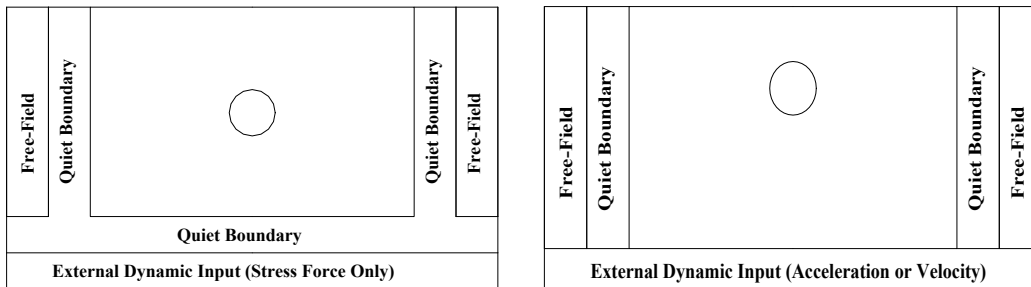 Free-Field
Quiet Boundary
Quiet Boundary
Free-Field
Quiet Boundary
External Dynamic Input (Stress Force Only)
Free-Field
Quiet Boundary
Quiet Boundary
Free-Field
External Dynamic Input (Acceleration or Velocity)